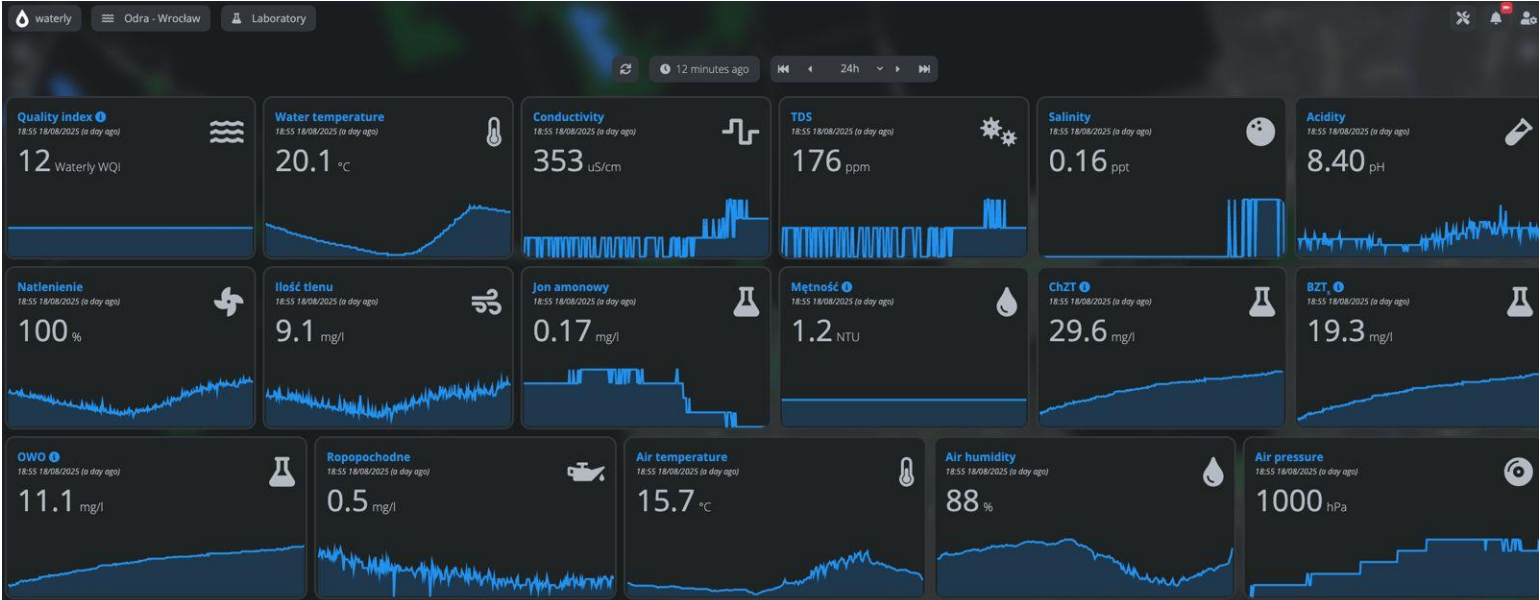 waterly
Odra - Wrocław
Laboratory
12 minutes ago
24h
Quality index
18:55 18/08/2025 (a day ago)
12 Waterly WQI
Water temperature
18:55 18/08/2025 (a day ago)
20.1 °C
Conductivity
18:55 18/08/2025 (a day ago)
353 uS/cm
TDS
18:55 18/08/2025 (a day ago)
176 ppm
Salinity
18:55 18/08/2025 (a day ago)
0.16 ppt
Acidity
18:55 18/08/2025 (a day ago)
8.40 pH
Natlenienie
18:55 18/08/2025 (a day ago)
100 %
Ilość tlenu
18:55 18/08/2025 (a day ago)
9.1 mg/l
Jon amonowy
18:55 18/08/2025 (a day ago)
0.17 mg/l
Mętność
18:55 18/08/2025 (a day ago)
1.2 NTU
ChZT
18:55 18/08/2025 (a day ago)
29.6 mg/l
BZT₅
18:55 18/08/2025 (a day ago)
19.3 mg/l
OWO
18:55 18/08/2025 (a day ago)
11.1 mg/l
Ropopochodne
18:55 18/08/2025 (a day ago)
0.5 mg/l
Air temperature
18:55 18/08/2025 (a day ago)
15.7 °C
Air humidity
18:55 18/08/2025 (a day ago)
88 %
Air pressure
18:55 18/08/2025 (a day ago)
1000 hPa